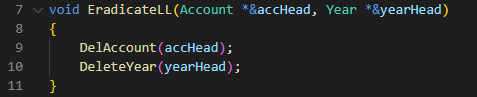 7 void EradicateLL(Account *&accHead, Year *&yearHead)
8 {
9 DelAccount(accHead);
10 DeleteYear(yearHead);
11 }